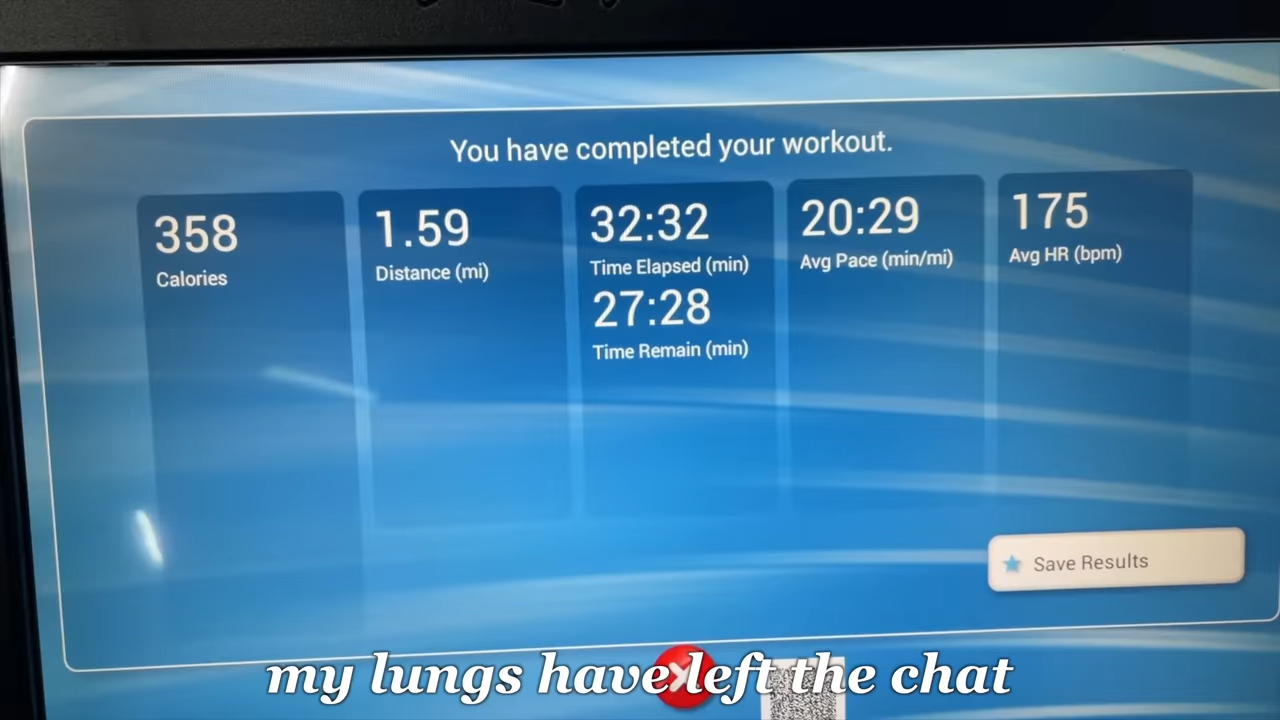 You have completed your workout.
358
Calories
1.59
Distance (mi)
32:32
Time Elapsed (min)
27:28
Time Remain (min)
20:29
Avg Pace (min/mi)
175
Avg HR (bpm)
Save Results
my lungs have left the chat